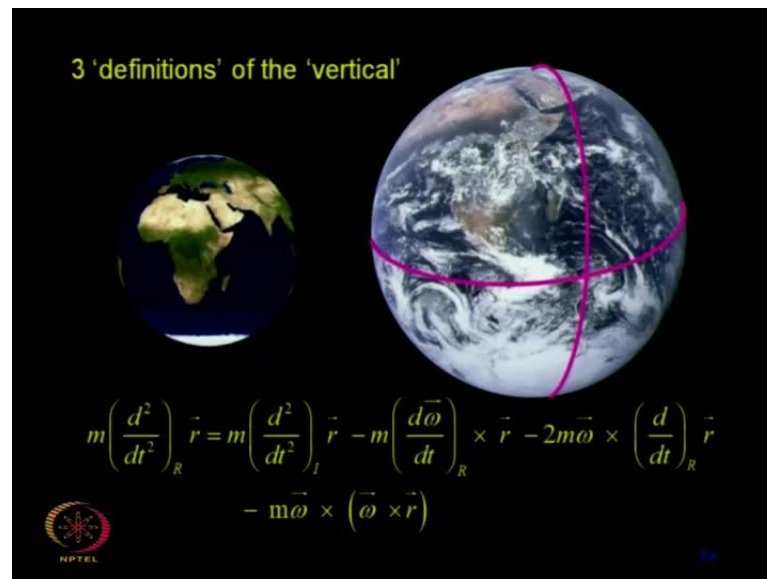 3 ‘definitions’ of the ‘vertical’
m(d²/dt²)_R r⃗ = m(d²/dt²)_I r⃗ − m(dω⃗/dt)_R × r⃗ − 2mω⃗ × (d/dt)_R r⃗
− mω⃗ × (ω⃗ × r⃗)
NPTEL